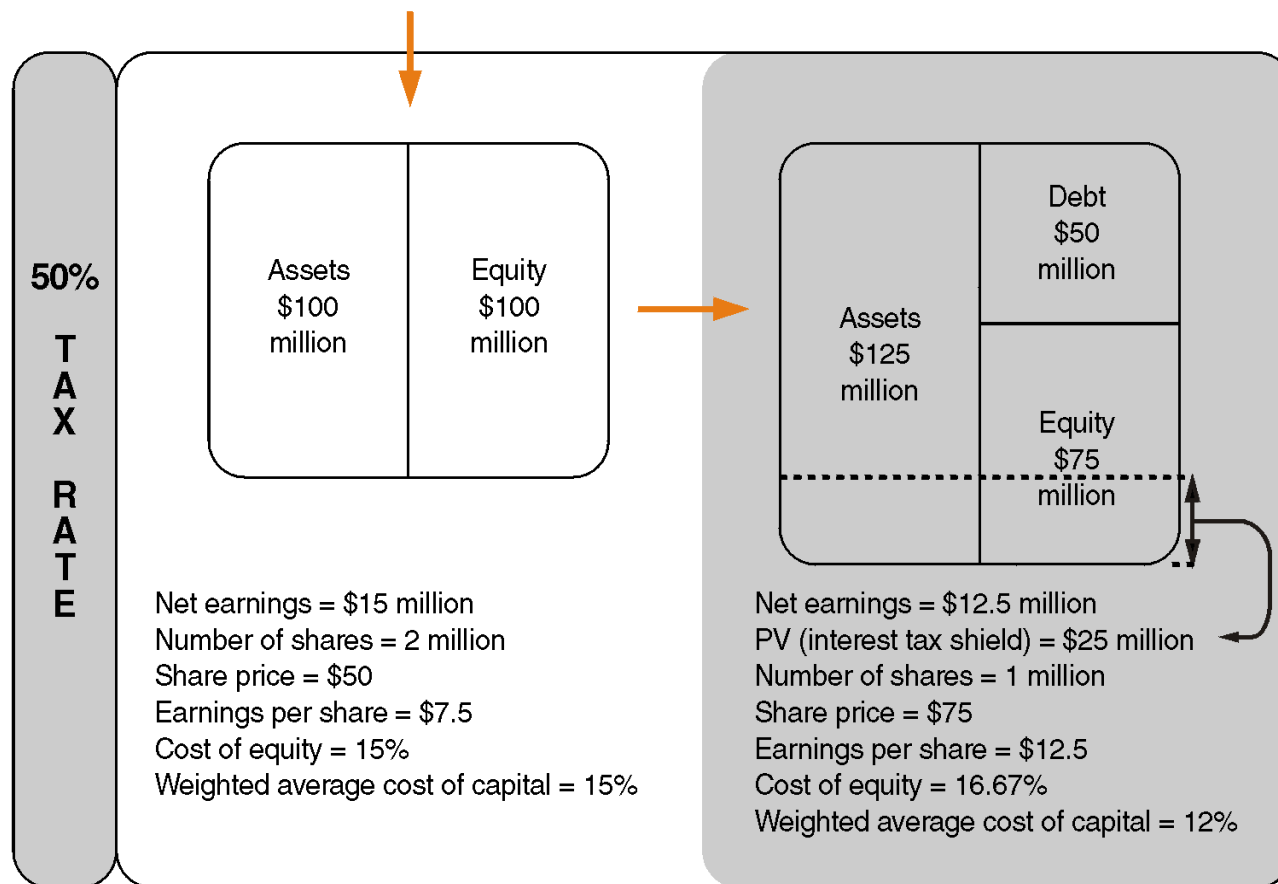 50%
TAX
RATE
Assets
$100
million
Equity
$100
million
Net earnings = $15 million
Number of shares = 2 million
Share price = $50
Earnings per share = $7.5
Cost of equity = 15%
Weighted average cost of capital = 15%
Assets
$125
million
Debt
$50
million
Equity
$75
million
Net earnings = $12.5 million
PV (interest tax shield) = $25 million
Number of shares = 1 million
Share price = $75
Earnings per share = $12.5
Cost of equity = 16.67%
Weighted average cost of capital = 12%